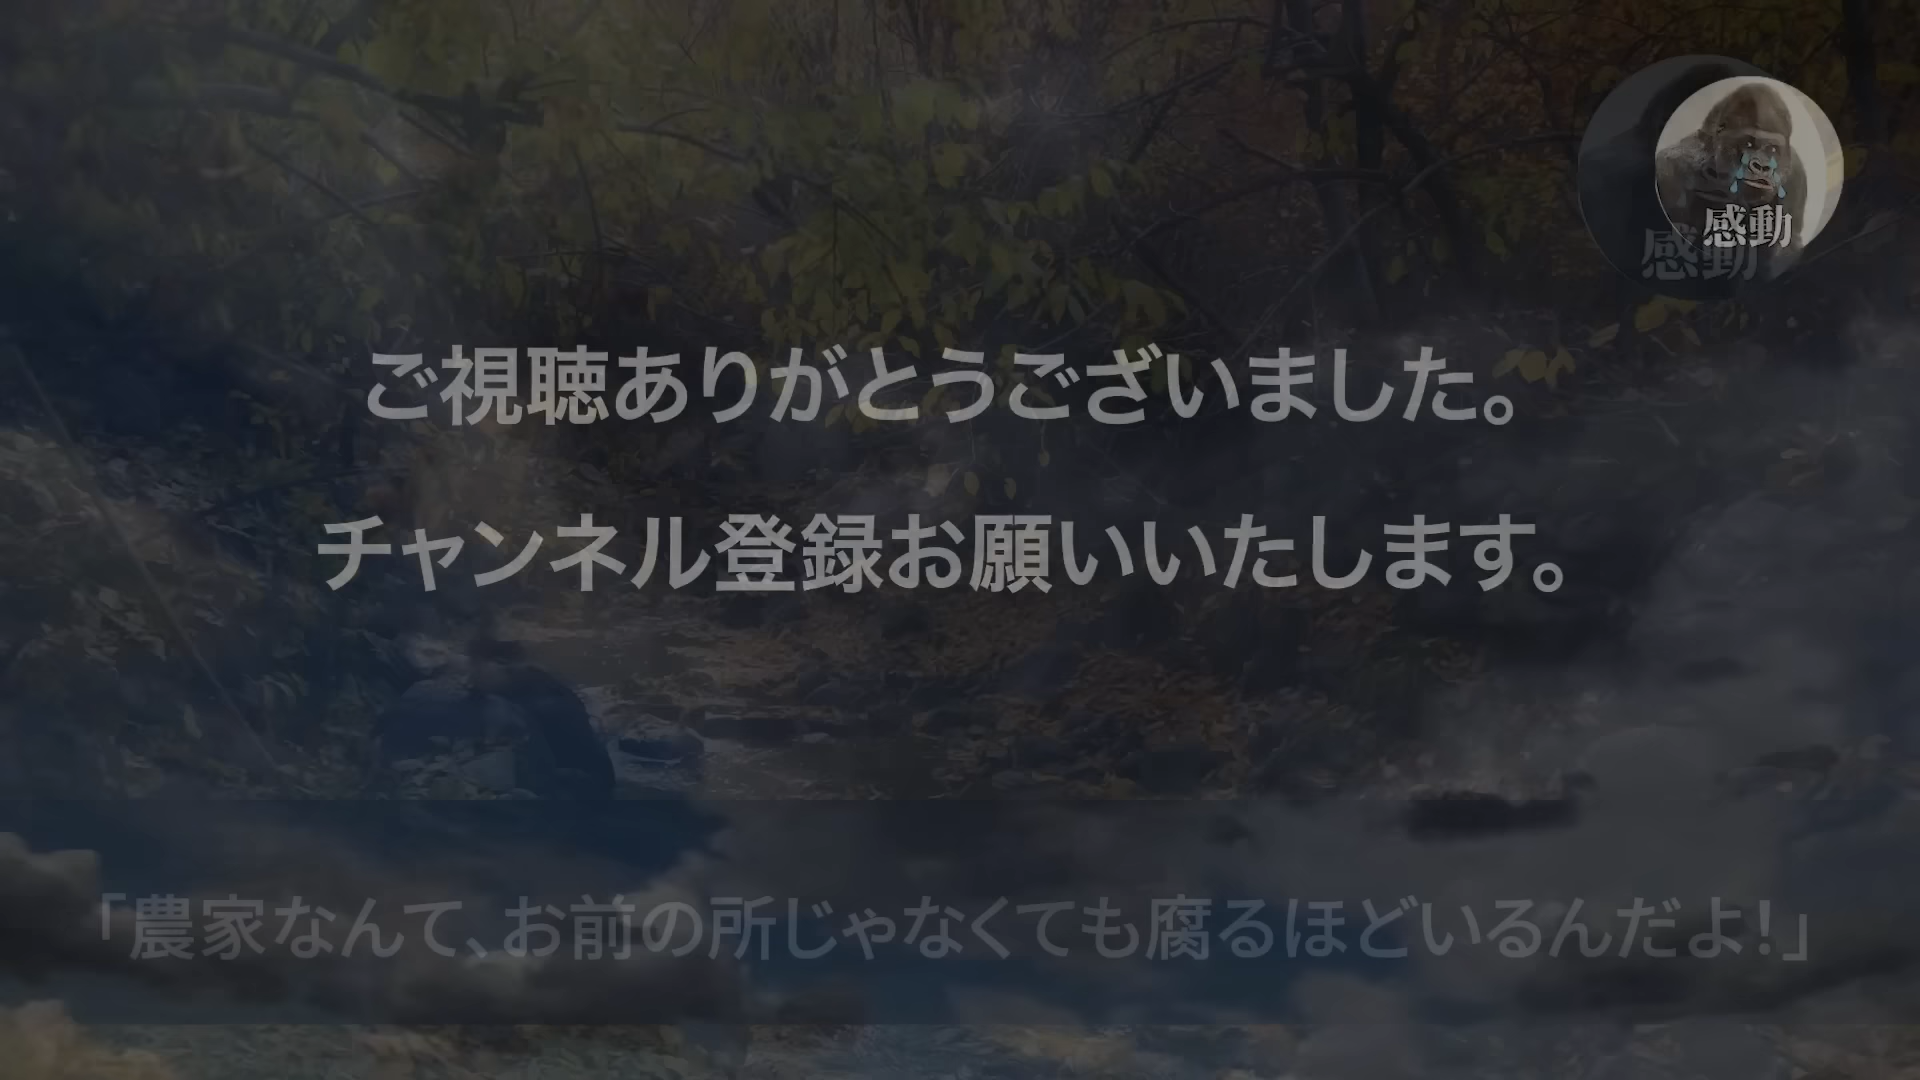 感動
感動
ご視聴ありがとうございました。
チャンネル登録お願いいたします。
「農家なんて、お前の所じゃなくても腐るほどいるんだよ!」